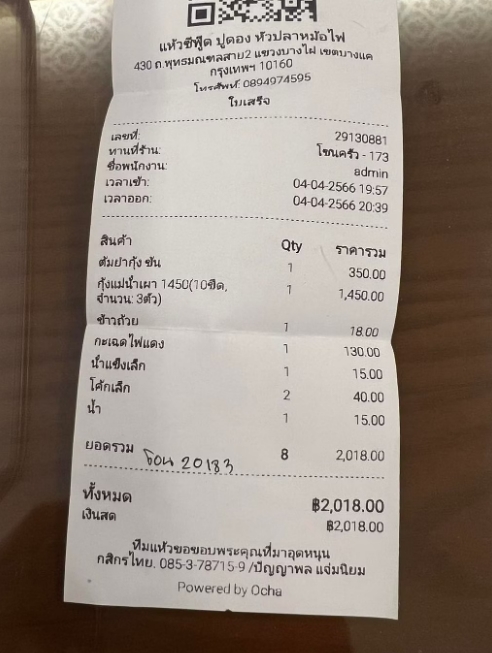 แห้วซีฟู๊ด ปูดอง หัวปลาหม้อไฟ
430 ถ.พุทธมณฑลสาย2 แขวงบางไผ่ เขตบางแค
กรุงเทพฯ 10160
โทรศัพท์: 0894974595
ใบเสร็จ
เลขที่: 29130881
ทานที่ร้าน: โซนครัว - 173
ชื่อพนักงาน: admin
เวลาเข้า: 04-04-2566 19:57
เวลาออก: 04-04-2566 20:39
สินค้า Qty ราคารวม
ต้มยำกุ้ง ข้น 1 350.00
กุ้งแม่น้ำเผา 1450(10ขีด, 1 1,450.00
จำนวน: 3ตัว)
ข้าวถ้วย 1 18.00
กะเฉดไฟแดง 1 130.00
น้ำแข็งเล็ก 1 15.00
โค้กเล็ก 2 40.00
น้ำ 1 15.00
ยอดรวม โอน 20183 8 2,018.00
ทั้งหมด ฿2,018.00
เงินสด ฿2,018.00
ทีมแห้วขอขอบพระคุณที่มาอุดหนุน
กสิกรไทย. 085-3-78715-9 /ปัญญาพล แจ่มนิยม
Powered by Ocha